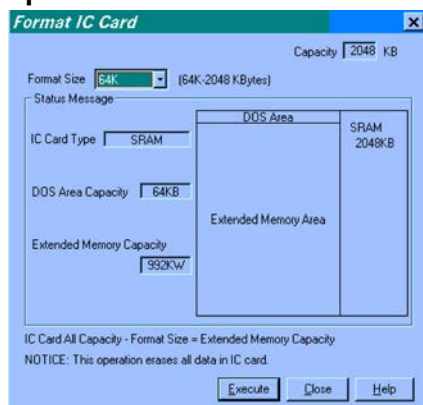 Format IC Card
Capacity 2048 KB
Format Size 64K (64K-2048 KBytes)
Status Message
DOS Area
IC Card Type SRAM
SRAM
2048KB
DOS Area Capacity 64KB
Extended Memory Area
Extended Memory Capacity
992KW
IC Card All Capacity - Format Size = Extended Memory Capacity
NOTICE: This operation erases all data in IC card.
Execute Close Help